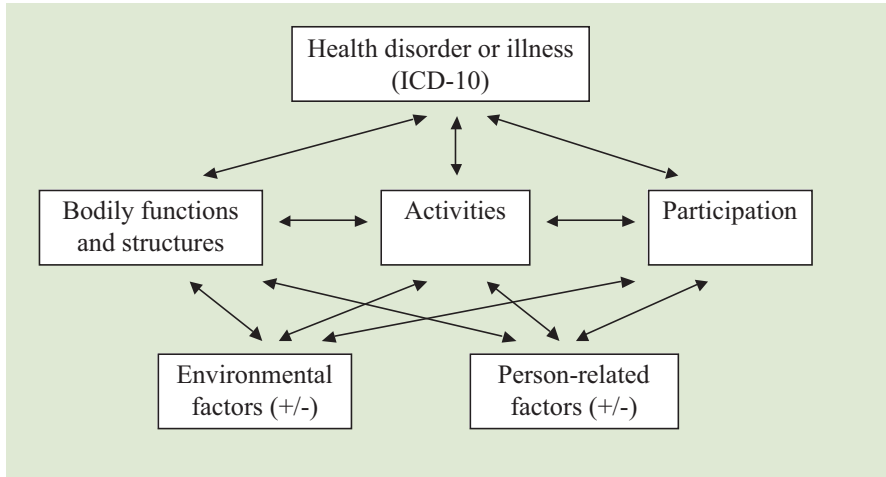 Health disorder or illness
(ICD-10)
Bodily functions
and structures
Activities
Participation
Environmental
factors (+/-)
Person-related
factors (+/-)